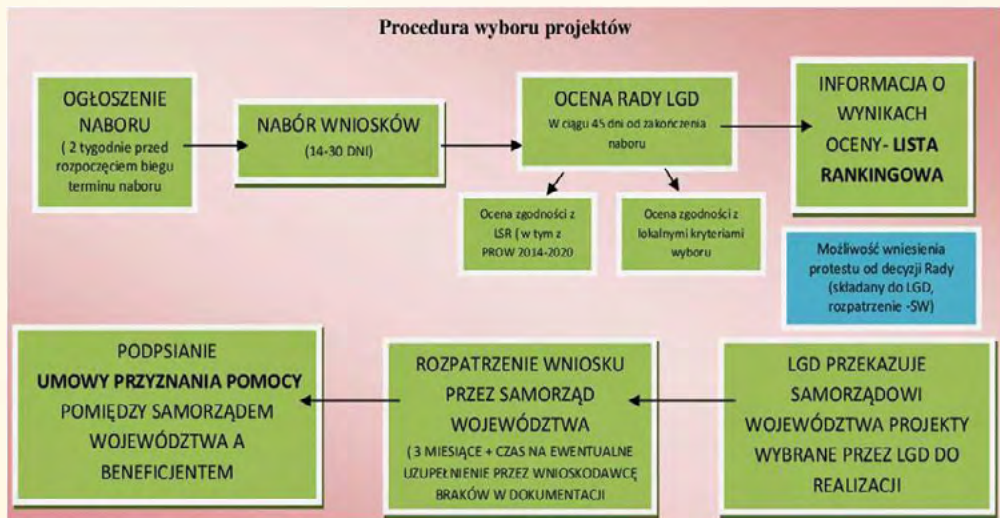 Procedura wyboru projektów
OGŁOSZENIE
NABORU
( 2 tygodnie przed
rozpoczęciem biegu
terminu naboru
NABÓR WNIOSKÓW
(14-30 DNI)
OCENA RADY LGD
W ciągu 45 dni od zakończenia
naboru
Ocena zgodności z
LSR ( w tym z
PROW 2014-2020
Ocena zgodności z
lokalnymi kryteriami
wyboru
INFORMACJA O
WYNIKACH
OCENY- LISTA
RANKINGOWA
Możliwość wniesienia
protestu od decyzji Rady
(składany do LGD,
rozpatrzenie -SW)
LGD PRZEKAZUJE
SAMORZĄDOWI
WOJEWÓDZTWA PROJEKTY
WYBRANE PRZEZ LGD DO
REALIZACJI
ROZPATRZENIE WNIOSKU
PRZEZ SAMORZĄD
WOJEWÓDZTWA
( 3 MIESIĄCE + CZAS NA EWENTUALNE
UZUPEŁNIENIE PRZEZ WNIOSKODAWCĘ
BRAKÓW W DOKUMENTACJI
PODPSIANIE
UMOWY PRZYZNANIA POMOCY
POMIĘDZY SAMORZĄDEM
WOJEWÓDZTWA A
BENEFICJENTEM